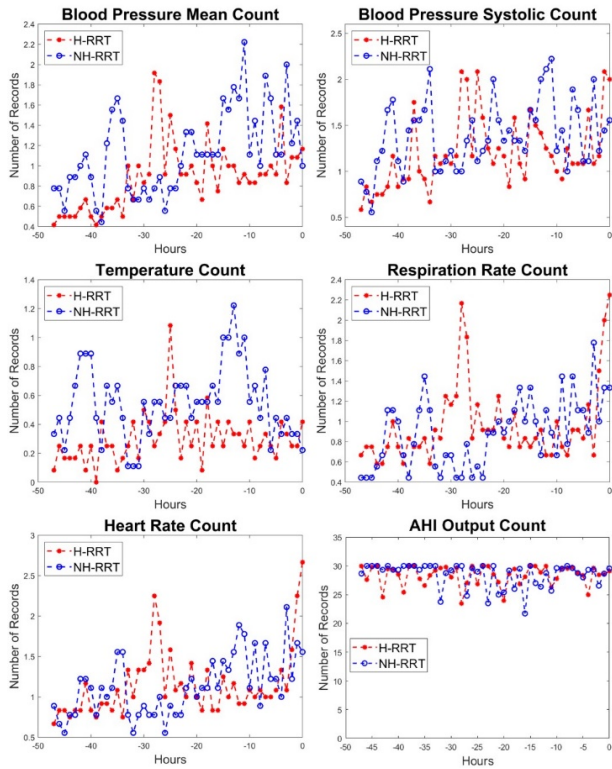 Blood Pressure Mean Count
H-RRT
NH-RRT
Number of Records
2.4
2.2
2
1.8
1.6
1.4
1.2
1
0.8
0.6
0.4
-50 -40 -30 -20 -10 0
Hours
Blood Pressure Systolic Count
H-RRT
NH-RRT
Number of Records
2.5
2
1.5
1
0.5
-50 -40 -30 -20 -10 0
Hours
Temperature Count
H-RRT
NH-RRT
Number of Records
1.4
1.2
1
0.8
0.6
0.4
0.2
0
-50 -40 -30 -20 -10 0
Hours
Respiration Rate Count
H-RRT
NH-RRT
Number of Records
2.4
2.2
2
1.8
1.6
1.4
1.2
1
0.8
0.6
0.4
-50 -40 -30 -20 -10 0
Hours
Heart Rate Count
H-RRT
NH-RRT
Number of Records
3
2.5
2
1.5
1
0.5
-50 -40 -30 -20 -10 0
Hours
AHI Output Count
H-RRT
NH-RRT
Number of Records
35
30
25
20
15
10
5
0
-50 -45 -40 -35 -30 -25 -20 -15 -10 -5 0
Hours